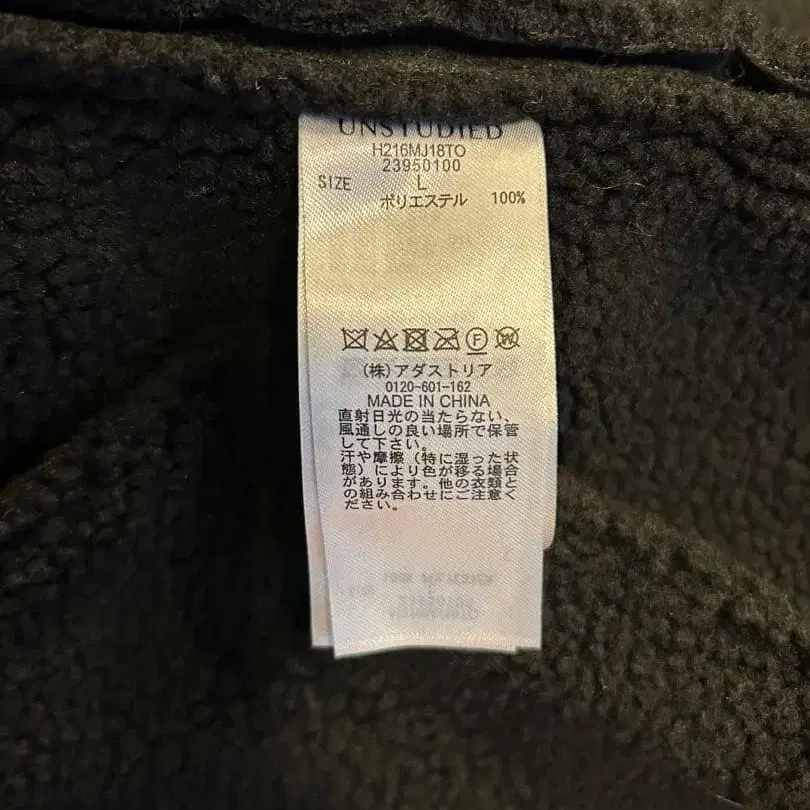 UNSTUDIED
H216MJ18TO
23950100
SIZE L
ポリエステル 100%
F W
(株)アダストリア
0120-601-162
MADE IN CHINA
直射日光の当たらない、
風通しの良い場所で保管
して下さい。
汗や摩擦(特に湿った状
態)により色が移る場合
があります。他の衣類と
の組み合わせにご注意く
ださい。